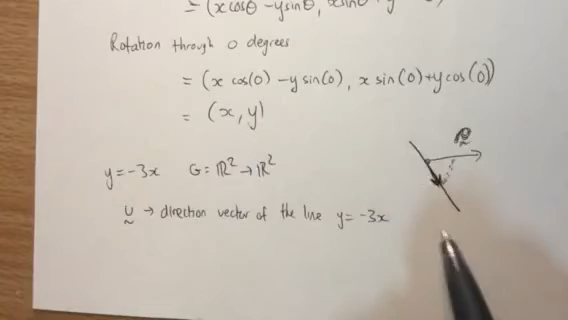 = (x cosθ - y sinθ, x sinθ + y
Rotation through 0 degrees
= (x cos(0) - y sin(0), x sin(0) + y cos(0))
= (x, y)
y = -3x G = ℝ² → ℝ²
u → direction vector of the line y = -3x